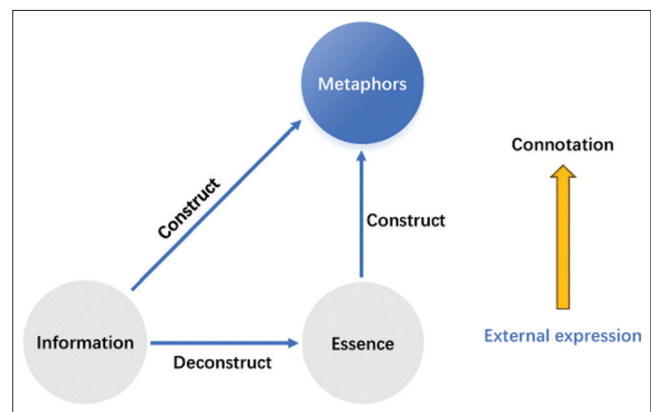 Metaphors
Connotation
Construct
Construct
Information
Essence
External expression
Deconstruct